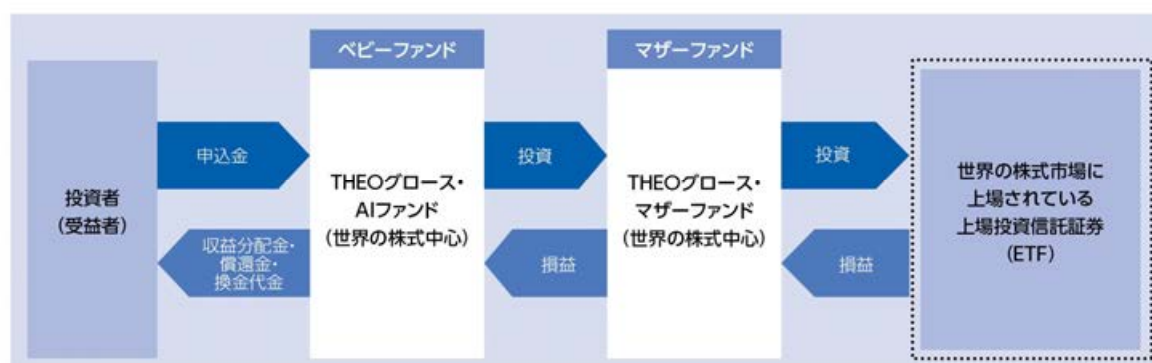 ベビーファンド
マザーファンド
投資者
(受益者)
申込金
収益分配金・
償還金・
換金代金
THEOグロース・
AIファンド
(世界の株式中心)
投資
損益
THEOグロース・
マザーファンド
(世界の株式中心)
投資
損益
世界の株式市場に
上場されている
上場投資信託証券
(ETF)